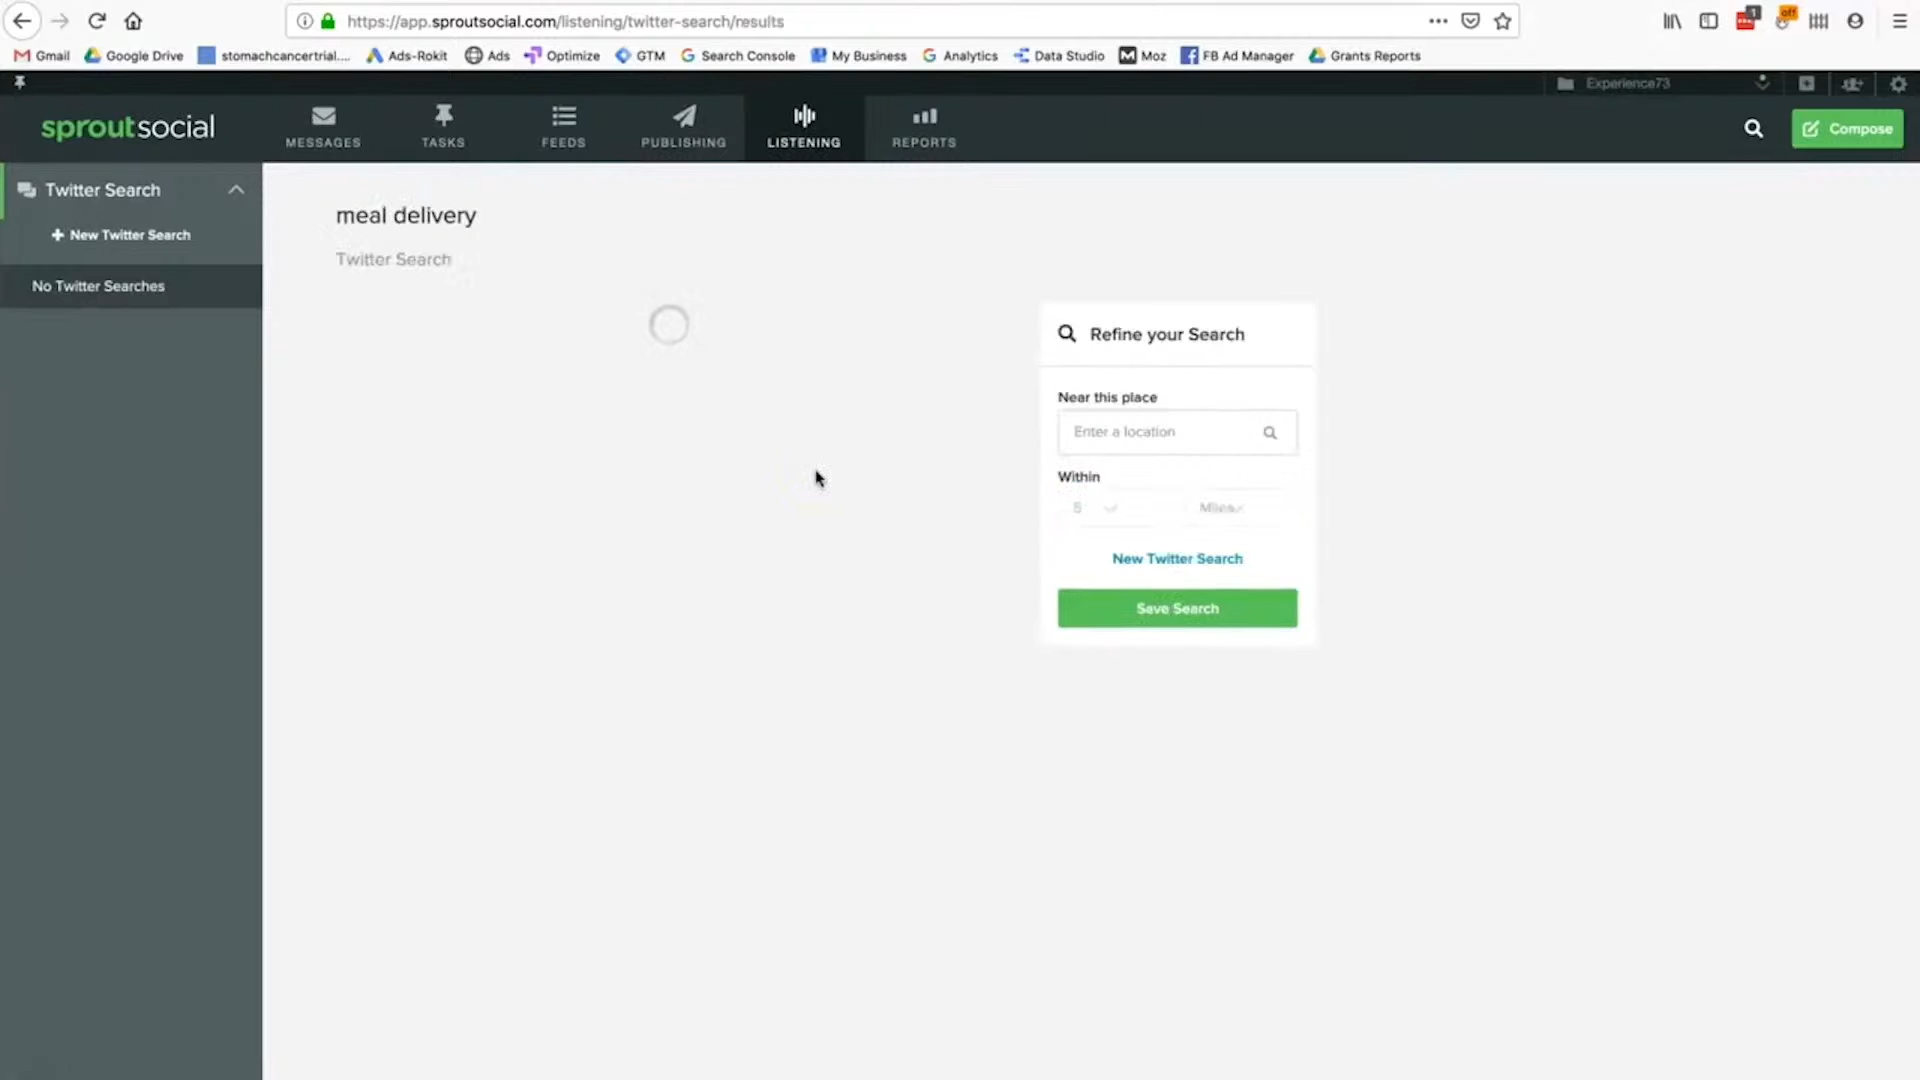 https://app.sproutsocial.com/listening/twitter-search/results
1
off
Gmail Google Drive stomachcancertrial.... Ads-Rokit Ads Optimize GTM Search Console My Business Analytics Data Studio Moz FB Ad Manager Grants Reports
Experience73
sproutsocial
MESSAGES TASKS FEEDS PUBLISHING LISTENING REPORTS
Compose
Twitter Search
New Twitter Search
No Twitter Searches
meal delivery
Twitter Search
Refine your Search
Near this place
Enter a location
Within
5 Miles
New Twitter Search
Save Search